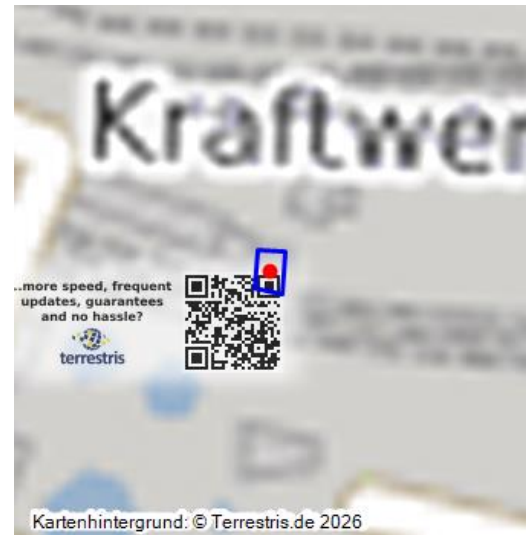 Kraftwer
...more speed, frequent
updates, guarantees
and no hassle?
terrestris
Kartenhintergrund: © Terrestris.de 2026